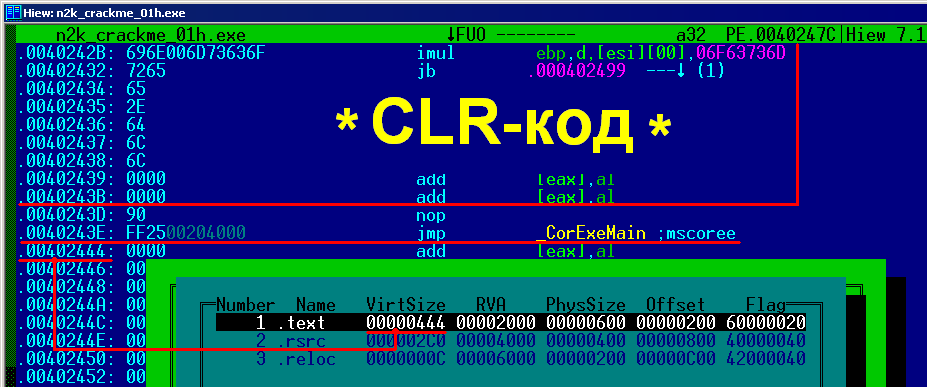 Hiew: n2k_crackme_01h.exe
n2k_crackme_01h.exe ↓FUO -------- a32 PE.0040247C|Hiew 7.1
.0040242B: 696E006D73636F imul ebp,d,[esi][00],06F63736D
.00402432: 7265 jb .000402499 ---↓ (1)
.00402434: 65
.00402435: 2E
.00402436: 64
.00402437: 6C
.00402438: 6C
* CLR-код *
.00402439: 0000 add [eax],al
.0040243B: 0000 add [eax],al
.0040243D: 90 nop
.0040243E: FF2500204000 jmp _CorExeMain ;mscoree
.00402444: 0000 add [eax],al
.00402446: 00
.00402448: 00
.0040244A: 00
.0040244C: 00
.0040244E: 00
.00402450: 00
.00402452: 00
Number Name VirtSize RVA PhysSize Offset Flag
1 .text 00000444 00002000 00000600 00000200 60000020
2 .rsrc 000002C0 00004000 00000400 00000800 40000040
3 .reloc 0000000C 00006000 00000200 00000C00 42000040